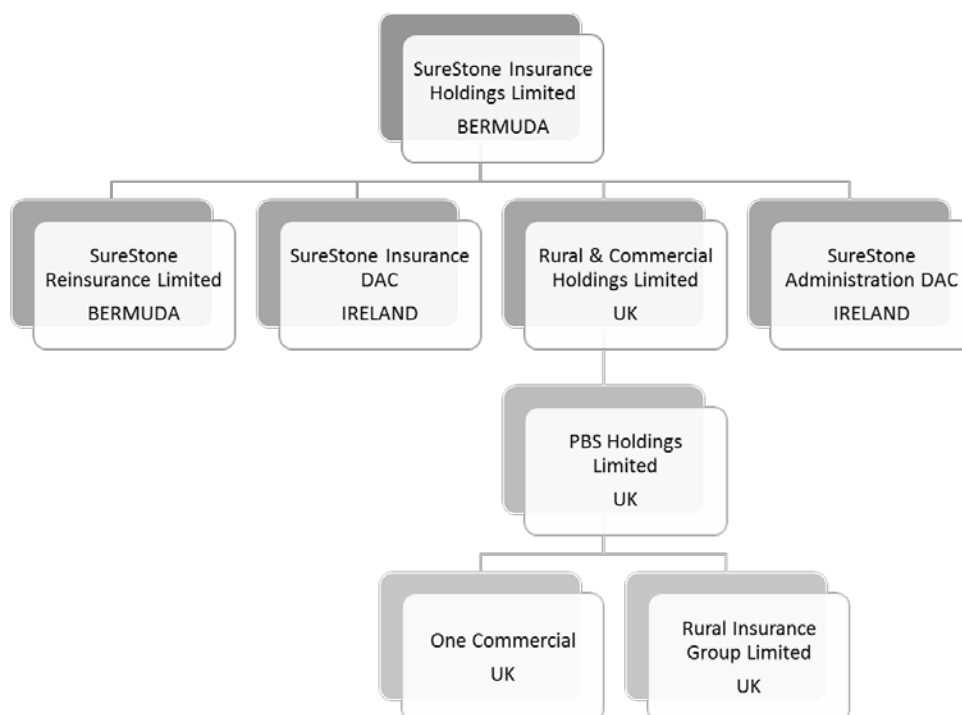 SureStone Insurance
Holdings Limited
BERMUDA
SureStone
Reinsurance Limited
BERMUDA
SureStone Insurance
DAC
IRELAND
Rural & Commercial
Holdings Limited
UK
SureStone
Administration DAC
IRELAND
PBS Holdings
Limited
UK
One Commercial
UK
Rural Insurance
Group Limited
UK